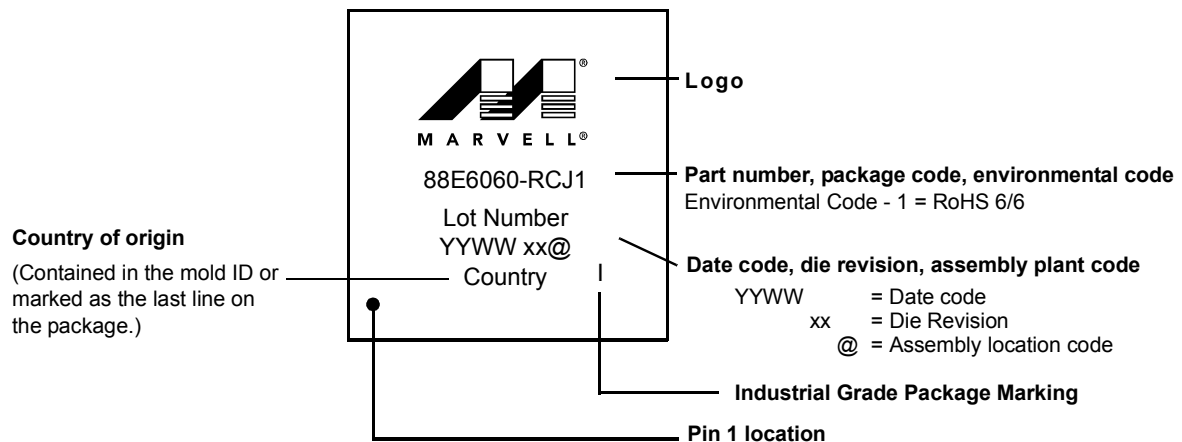 ®
MARVELL®
88E6060-RCJ1
Lot Number
YYWW xx@
Country I
Logo
Part number, package code, environmental code
Environmental Code - 1 = RoHS 6/6
Country of origin
(Contained in the mold ID or
marked as the last line on
the package.)
Date code, die revision, assembly plant code
YYWW = Date code
xx = Die Revision
@ = Assembly location code
Industrial Grade Package Marking
Pin 1 location